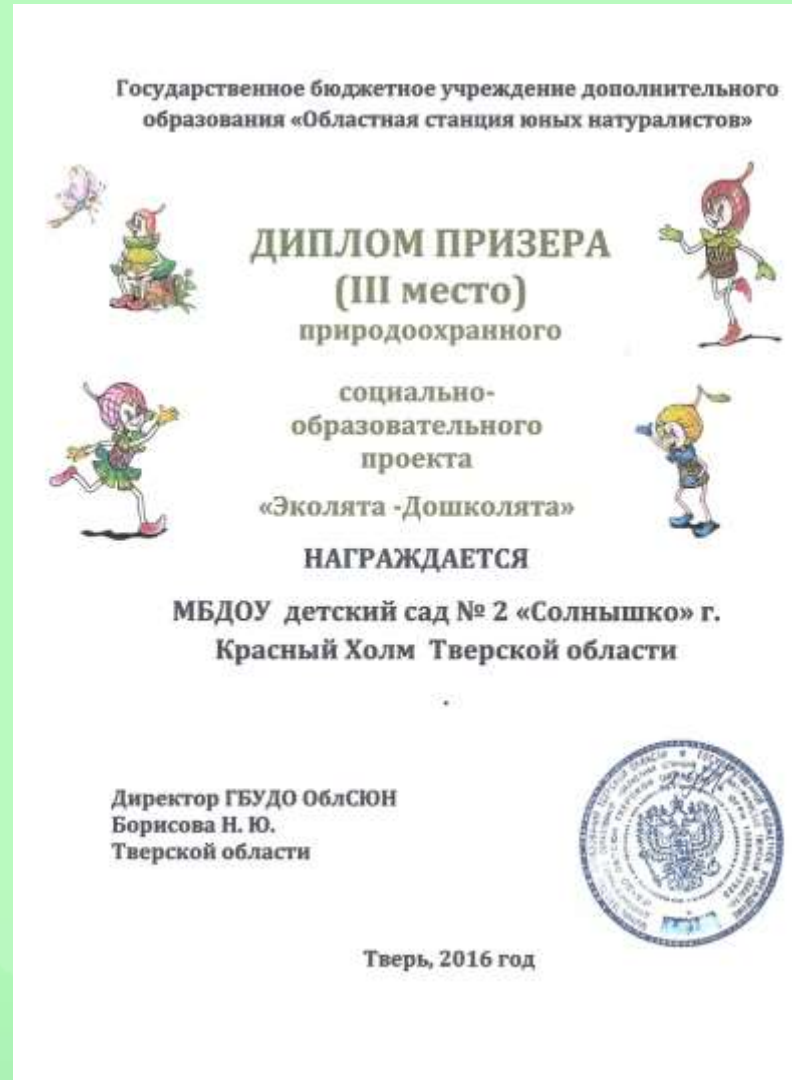 Государственное бюджетное учреждение дополнительного
образования «Областная станция юных натуралистов»
ДИПЛОМ ПРИЗЕРА
(III место)
природоохранного
социально-
образовательного
проекта
«Эколята -Дошколята»
НАГРАЖДАЕТСЯ
МБДОУ детский сад № 2 «Солнышко» г.
Красный Холм Тверской области
Директор ГБУДО ОблСЮН
Борисова Н. Ю.
Тверской области
Тверь, 2016 год